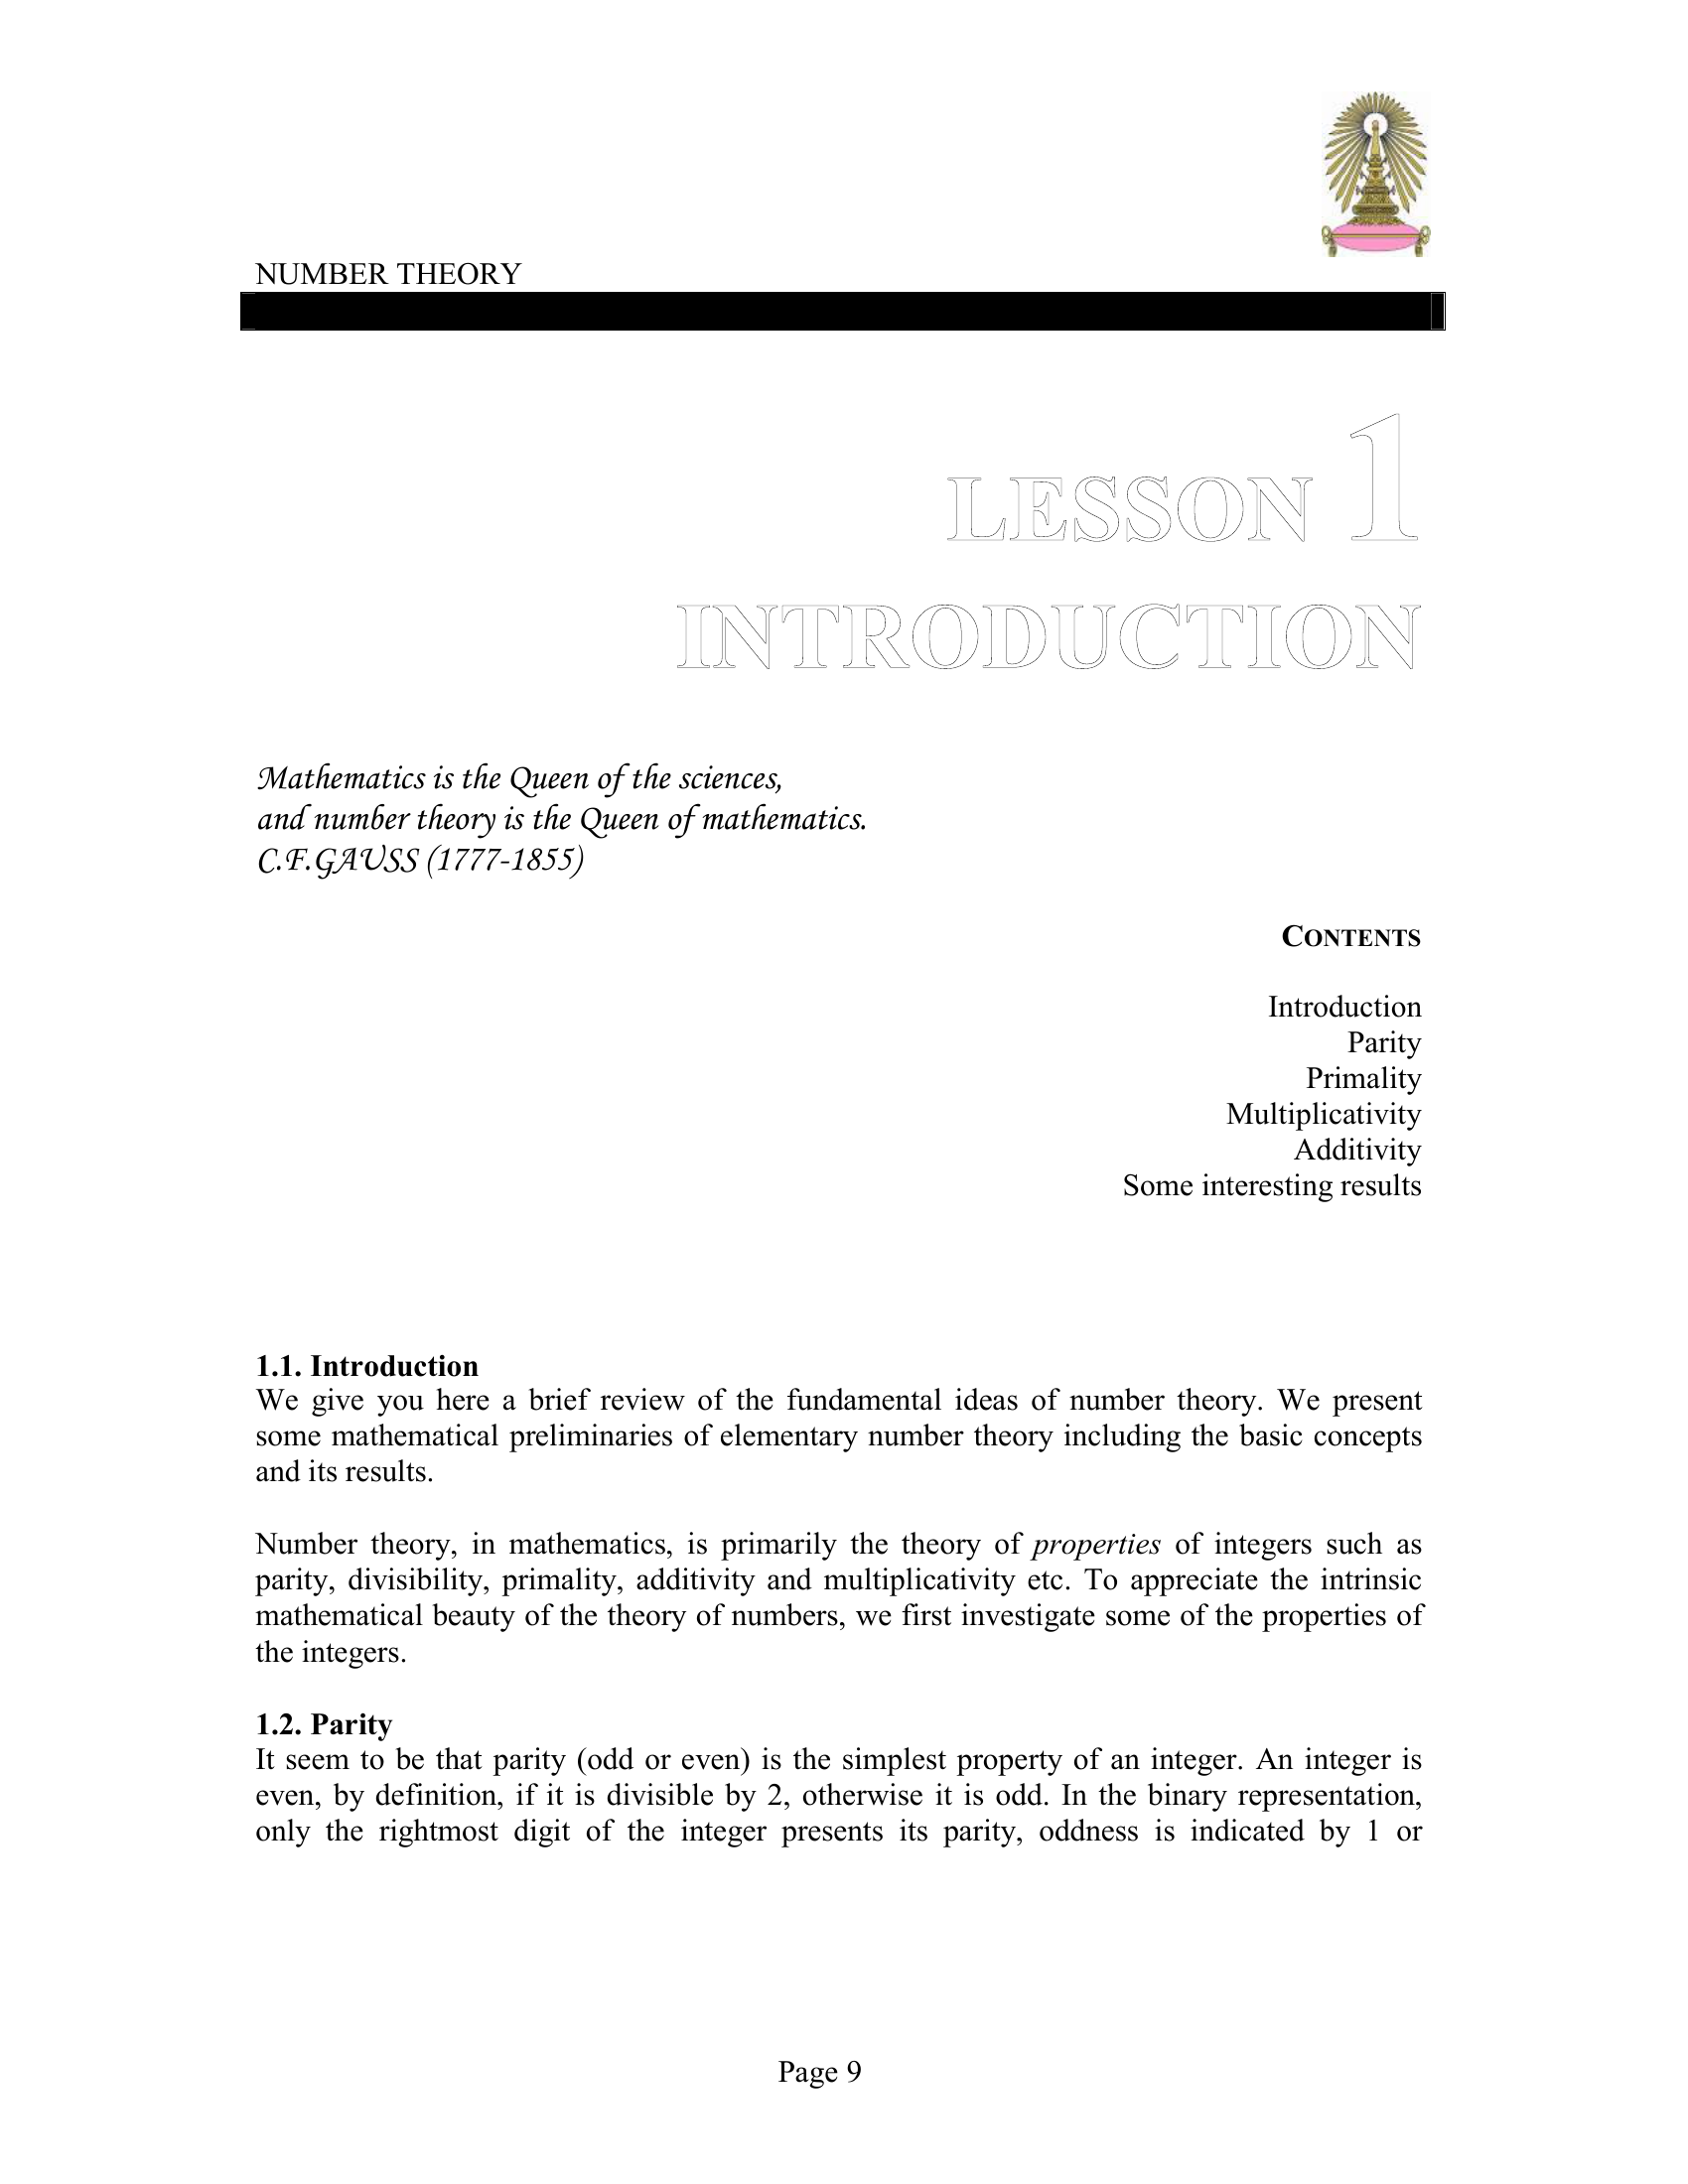 NUMBER THEORY
LESSON 1
INTRODUCTION
Mathematics is the Queen of the sciences,
and number theory is the Queen of mathematics.
C.F.GAUSS (1777-1855)
CONTENTS
Introduction
Parity
Primality
Multiplicativity
Additivity
Some interesting results
1.1. Introduction
We give you here a brief review of the fundamental ideas of number theory. We present
some mathematical preliminaries of elementary number theory including the basic concepts
and its results.
Number theory, in mathematics, is primarily the theory of properties of integers such as
parity, divisibility, primality, additivity and multiplicativity etc. To appreciate the intrinsic
mathematical beauty of the theory of numbers, we first investigate some of the properties of
the integers.
1.2. Parity
It seem to be that parity (odd or even) is the simplest property of an integer. An integer is
even, by definition, if it is divisible by 2, otherwise it is odd. In the binary representation,
only the rightmost digit of the integer presents its parity, oddness is indicated by 1 or
Page 9